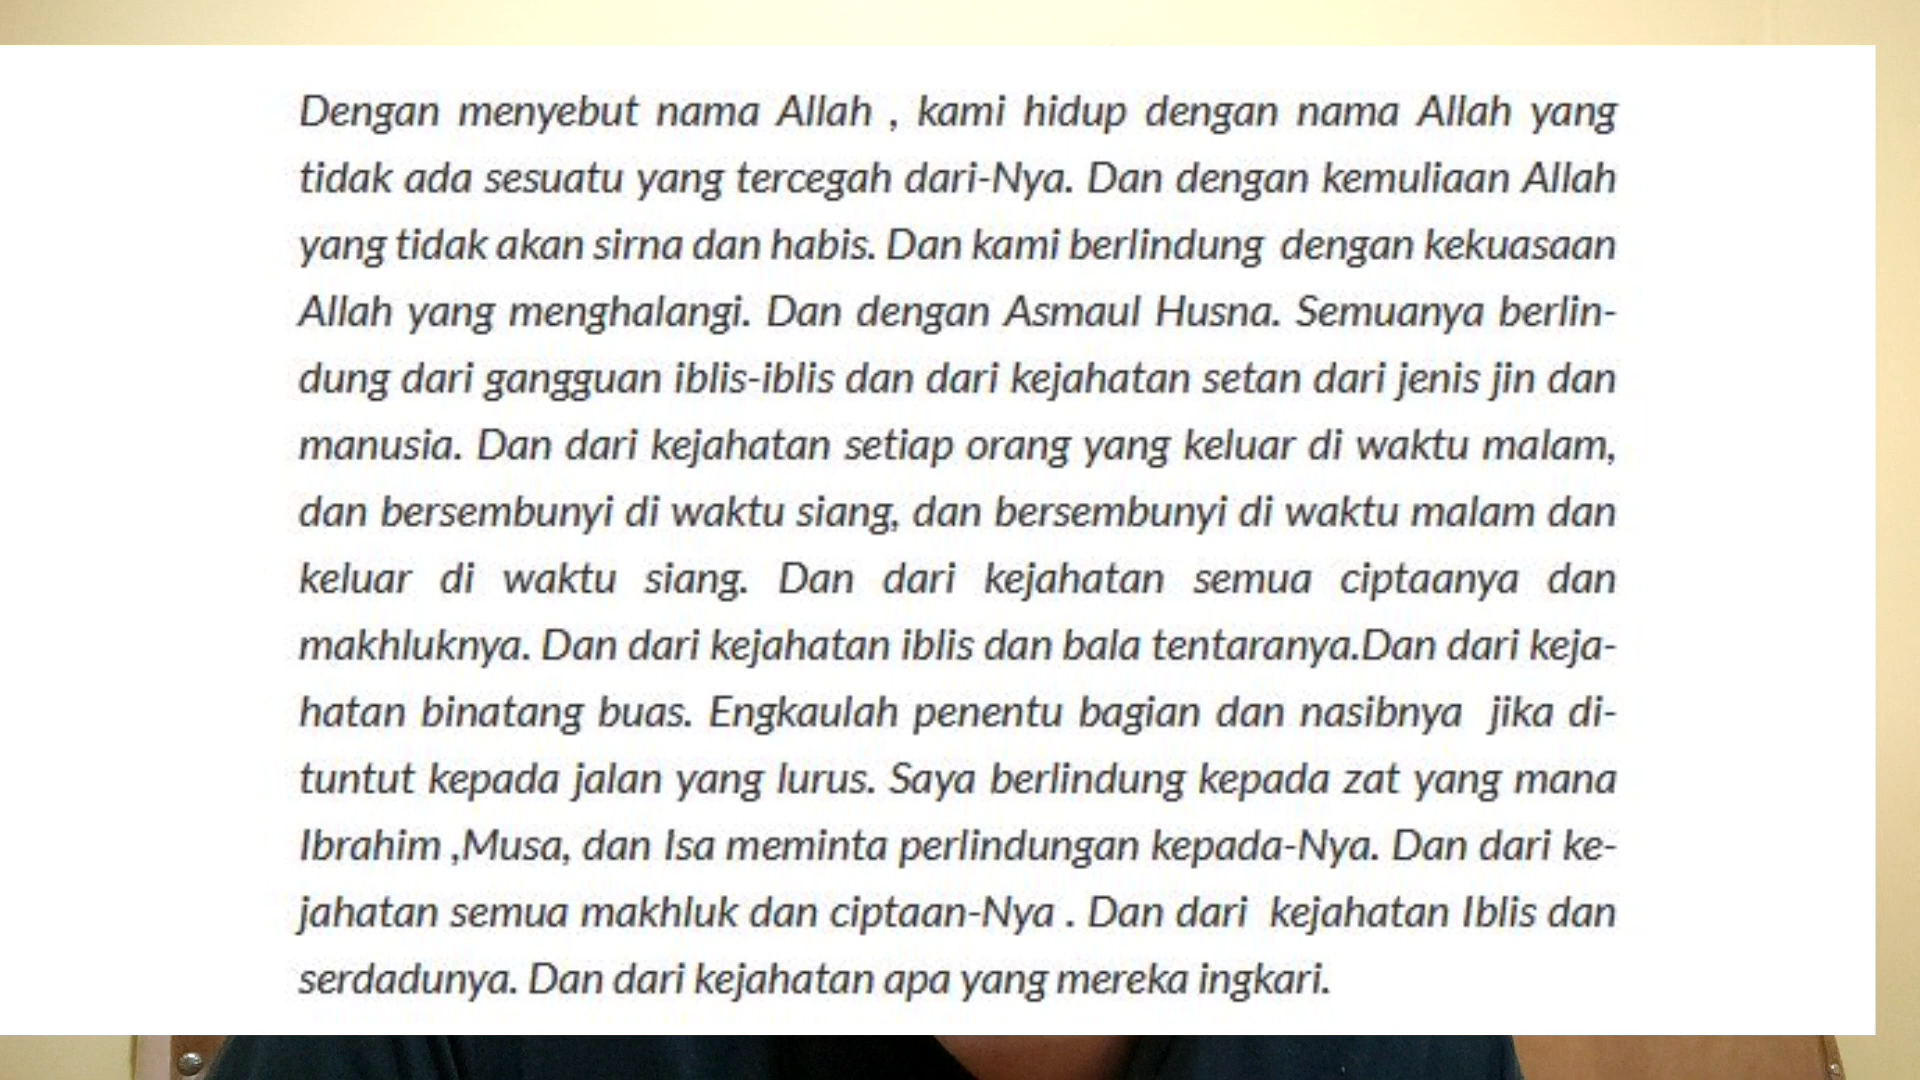 Dengan menyebut nama Allah , kami hidup dengan nama Allah yang
tidak ada sesuatu yang tercegah dari-Nya. Dan dengan kemuliaan Allah
yang tidak akan sirna dan habis. Dan kami berlindung dengan kekuasaan
Allah yang menghalangi. Dan dengan Asmaul Husna. Semuanya berlin-
dung dari gangguan iblis-iblis dan dari kejahatan setan dari jenis jin dan
manusia. Dan dari kejahatan setiap orang yang keluar di waktu malam,
dan bersembunyi di waktu siang, dan bersembunyi di waktu malam dan
keluar di waktu siang. Dan dari kejahatan semua ciptaanya dan
makhluknya. Dan dari kejahatan iblis dan bala tentaranya.Dan dari keja-
hatan binatang buas. Engkaulah penentu bagian dan nasibnya jika di-
tuntut kepada jalan yang lurus. Saya berlindung kepada zat yang mana
Ibrahim ,Musa, dan Isa meminta perlindungan kepada-Nya. Dan dari ke-
jahatan semua makhluk dan ciptaan-Nya . Dan dari kejahatan Iblis dan
serdadunya. Dan dari kejahatan apa yang mereka ingkari.